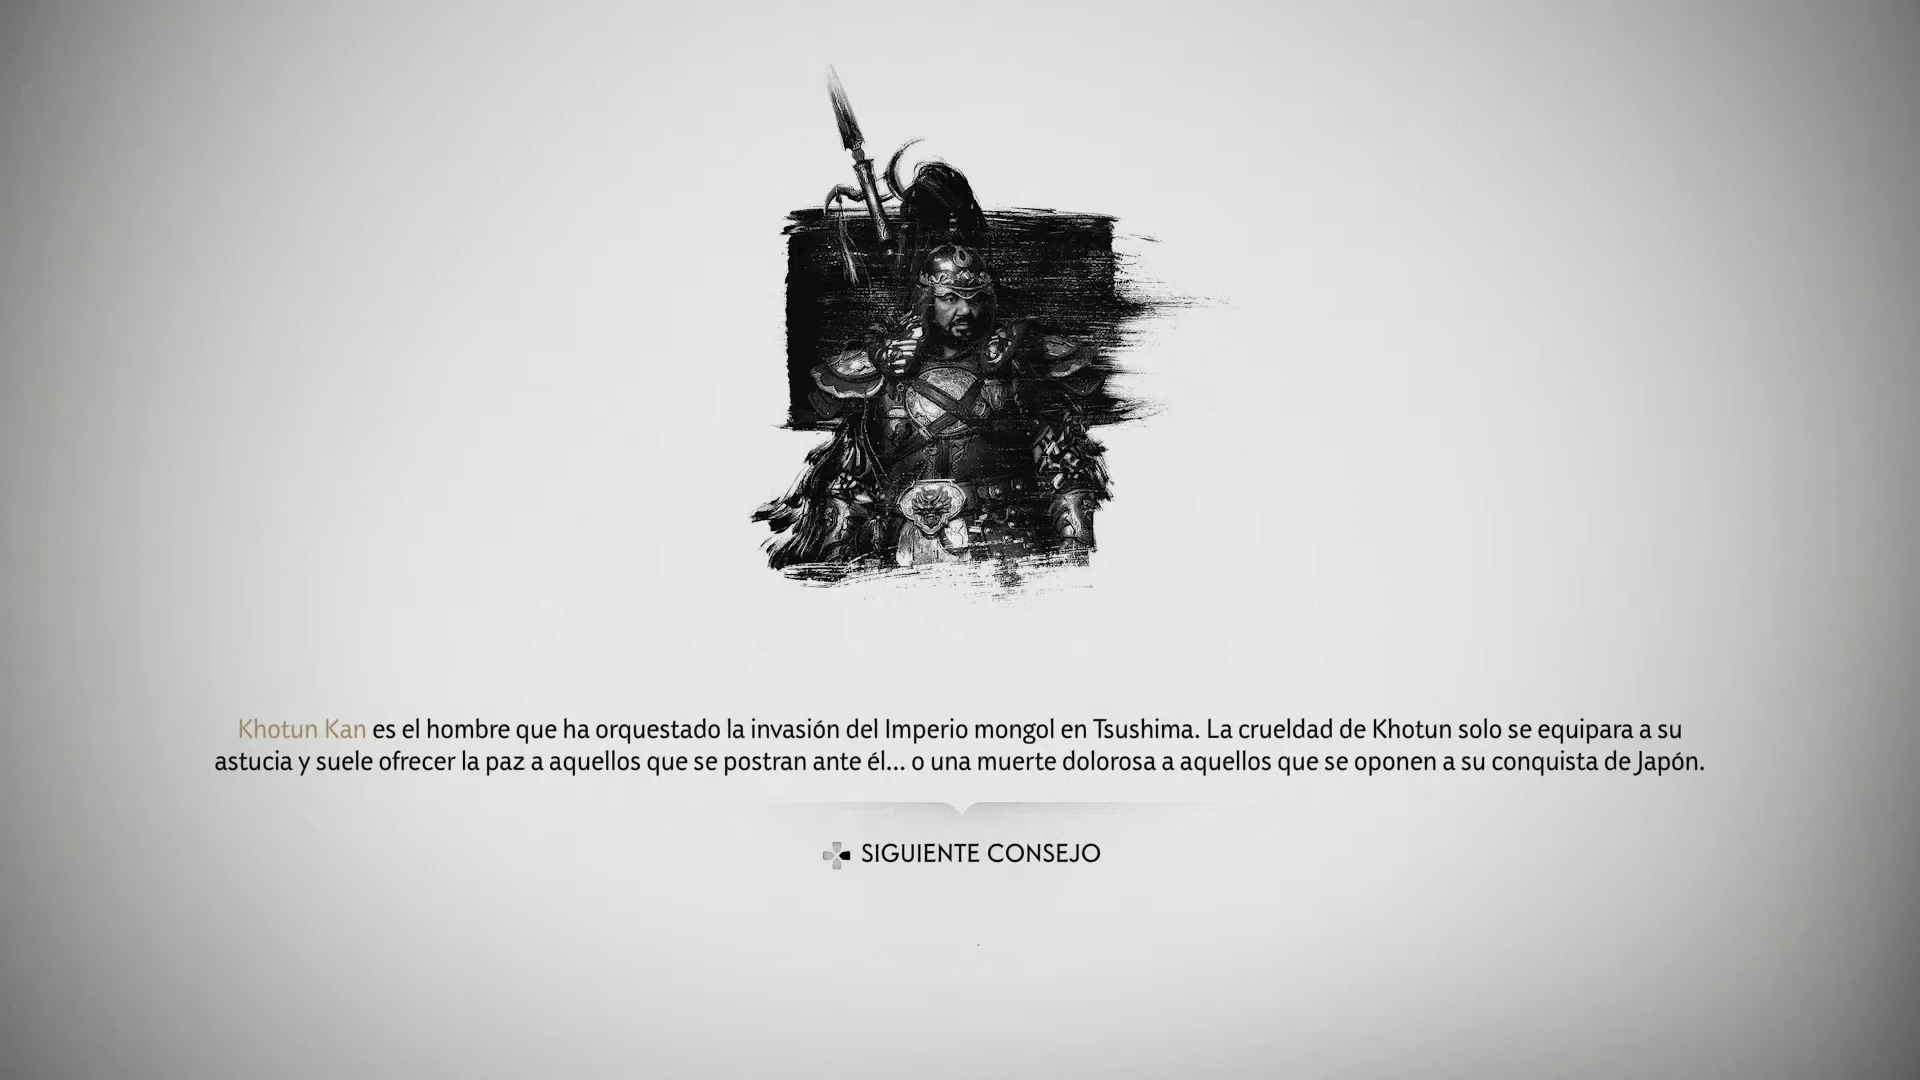 Khotun Kan es el hombre que ha orquestado la invasión del Imperio mongol en Tsushima. La crueldad de Khotun solo se equipara a su
astucia y suele ofrecer la paz a aquellos que se postran ante él... o una muerte dolorosa a aquellos que se oponen a su conquista de Japón.
SIGUIENTE CONSEJO